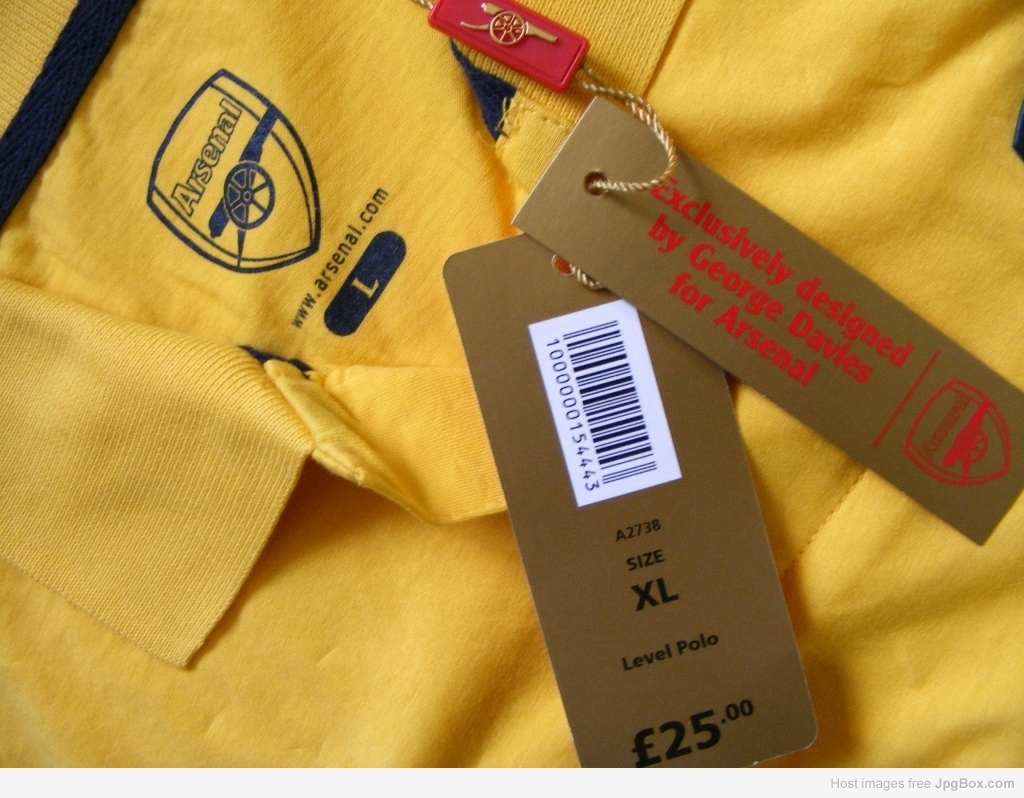 Arsenal
www.arsenal.com
L
Exclusively designed
by George Davies
for Arsenal
Arsenal
1000000154443
A2738
SIZE
XL
Level Polo
£25.00
Host images free JpgBox.com